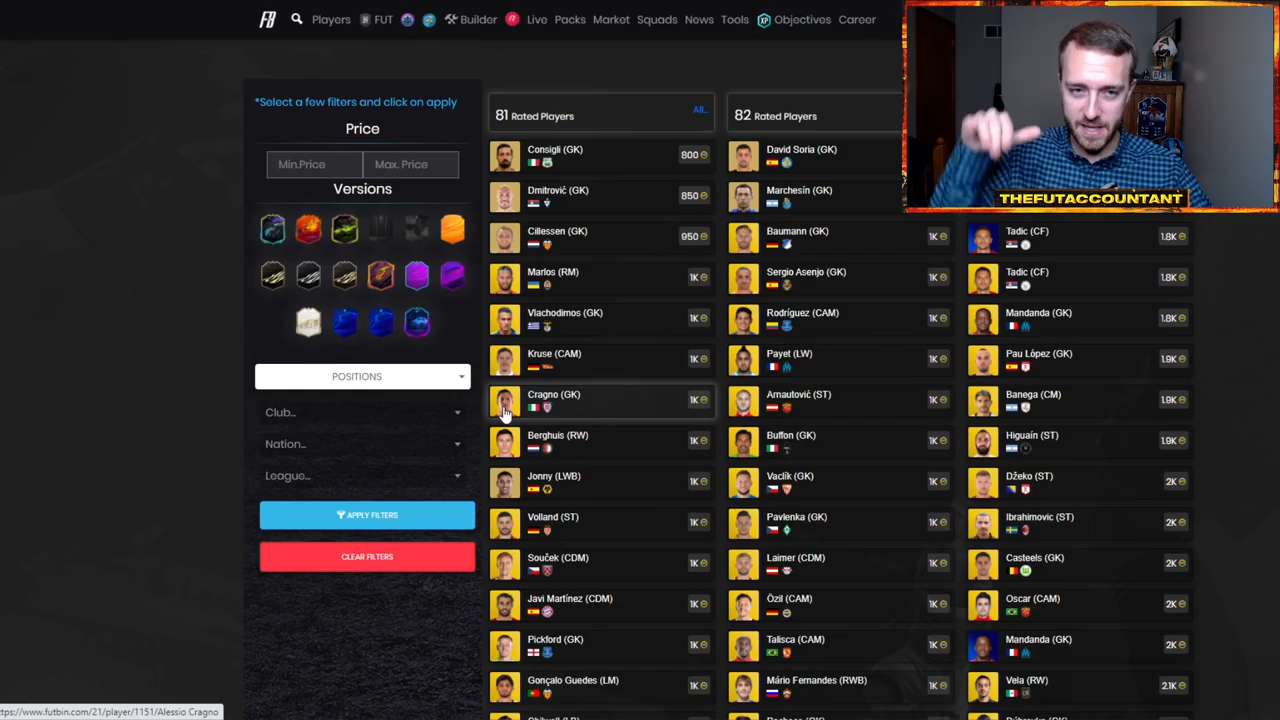 FB Players FUT Builder Live Packs Market Squads News Tools XP Objectives Career
*Select a few filters and click on apply
Price
Min.Price Max. Price
Versions
POSITIONS
Club...
Nation...
League...
APPLY FILTERS
CLEAR FILTERS
81 Rated Players All..
Consigli (GK) 800
Dmitrović (GK) 850
Cillessen (GK) 950
Marlos (RM) 1K
Vlachodimos (GK) 1K
Kruse (CAM) 1K
Cragno (GK) 1K
Berghuis (RW) 1K
Jonny (LWB) 1K
Volland (ST) 1K
Souček (CDM) 1K
Javi Martínez (CDM) 1K
Pickford (GK) 1K
Gonçalo Guedes (LM) 1K
82 Rated Players
David Soria (GK)
Marchesín (GK)
Baumann (GK) 1K
Sergio Asenjo (GK) 1K
Rodríguez (CAM) 1K
Payet (LW) 1K
Arnautović (ST) 1K
Buffon (GK) 1K
Vaclík (GK) 1K
Pavlenka (GK) 1K
Laimer (CDM) 1K
Özil (CAM) 1K
Talisca (CAM) 1K
Mário Fernandes (RWB) 1K
THEFUTACCOUNTANT
Tadic (CF) 1.8K
Tadic (CF) 1.8K
Mandanda (GK) 1.8K
Pau López (GK) 1.9K
Banega (CM) 1.9K
Higuaín (ST) 1.9K
Džeko (ST) 2K
Ibrahimovic (ST) 2K
Casteels (GK) 2K
Oscar (CAM) 2K
Mandanda (GK) 2K
Vela (RW) 2.1K
ttps://www.futbin.com/21/player/1151/Alessio Cragno